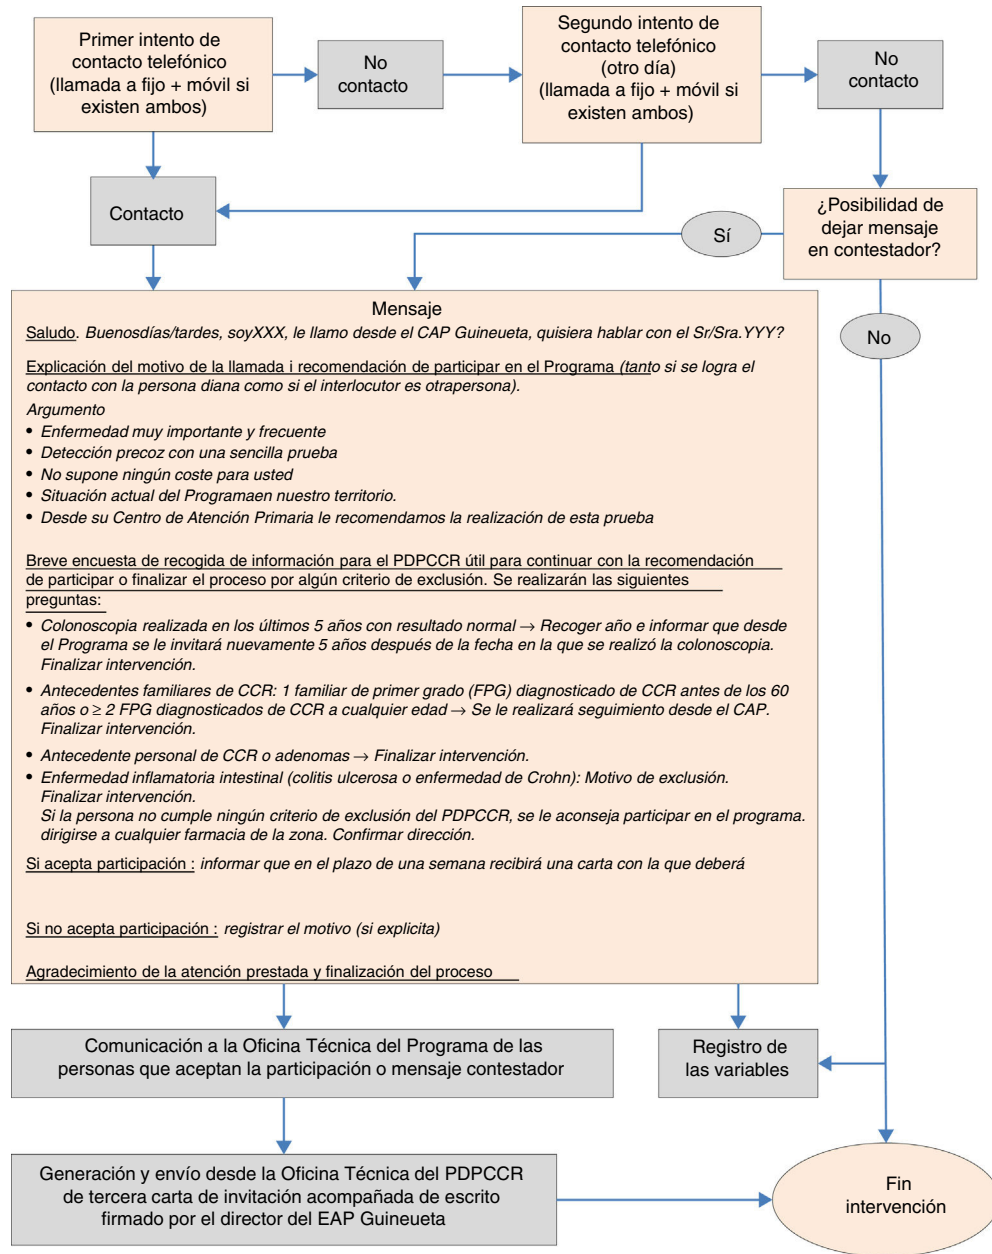 Primer intento de
contacto telefónico
(llamada a fijo + móvil si
existen ambos)
No
contacto
Segundo intento de
contacto telefónico
(otro día)
(llamada a fijo + móvil si
existen ambos)
No
contacto
Contacto
¿Posibilidad de
dejar mensaje
en contestador?
Sí
No
Mensaje
Saludo. Buenosdías/tardes, soyXXX, le llamo desde el CAP Guineueta, quisiera hablar con el Sr/Sra.YYY?
Explicación del motivo de la llamada i recomendación de participar en el Programa (tanto si se logra el
contacto con la persona diana como si el interlocutor es otrapersona).
Argumento
• Enfermedad muy importante y frecuente
• Detección precoz con una sencilla prueba
• No supone ningún coste para usted
• Situación actual del Programaen nuestro territorio.
• Desde su Centro de Atención Primaria le recomendamos la realización de esta prueba
Breve encuesta de recogida de información para el PDPCCR útil para continuar con la recomendación
de participar o finalizar el proceso por algún criterio de exclusión. Se realizarán las siguientes
preguntas:
• Colonoscopia realizada en los últimos 5 años con resultado normal → Recoger año e informar que desde
el Programa se le invitará nuevamente 5 años después de la fecha en la que se realizó la colonoscopia.
Finalizar intervención.
• Antecedentes familiares de CCR: 1 familiar de primer grado (FPG) diagnosticado de CCR antes de los 60
años o ≥ 2 FPG diagnosticados de CCR a cualquier edad → Se le realizará seguimiento desde el CAP.
Finalizar intervención.
• Antecedente personal de CCR o adenomas → Finalizar intervención.
• Enfermedad inflamatoria intestinal (colitis ulcerosa o enfermedad de Crohn): Motivo de exclusión.
Finalizar intervención.
Si la persona no cumple ningún criterio de exclusión del PDPCCR, se le aconseja participar en el programa.
dirigirse a cualquier farmacia de la zona. Confirmar dirección.
Si acepta participación : informar que en el plazo de una semana recibirá una carta con la que deberá
Si no acepta participación : registrar el motivo (si explicita)
Agradecimiento de la atención prestada y finalización del proceso
Comunicación a la Oficina Técnica del Programa de las
personas que aceptan la participación o mensaje contestador
Registro de
las variables
Generación y envío desde la Oficina Técnica del PDPCCR
de tercera carta de invitación acompañada de escrito
firmado por el director del EAP Guineueta
Fin
intervención